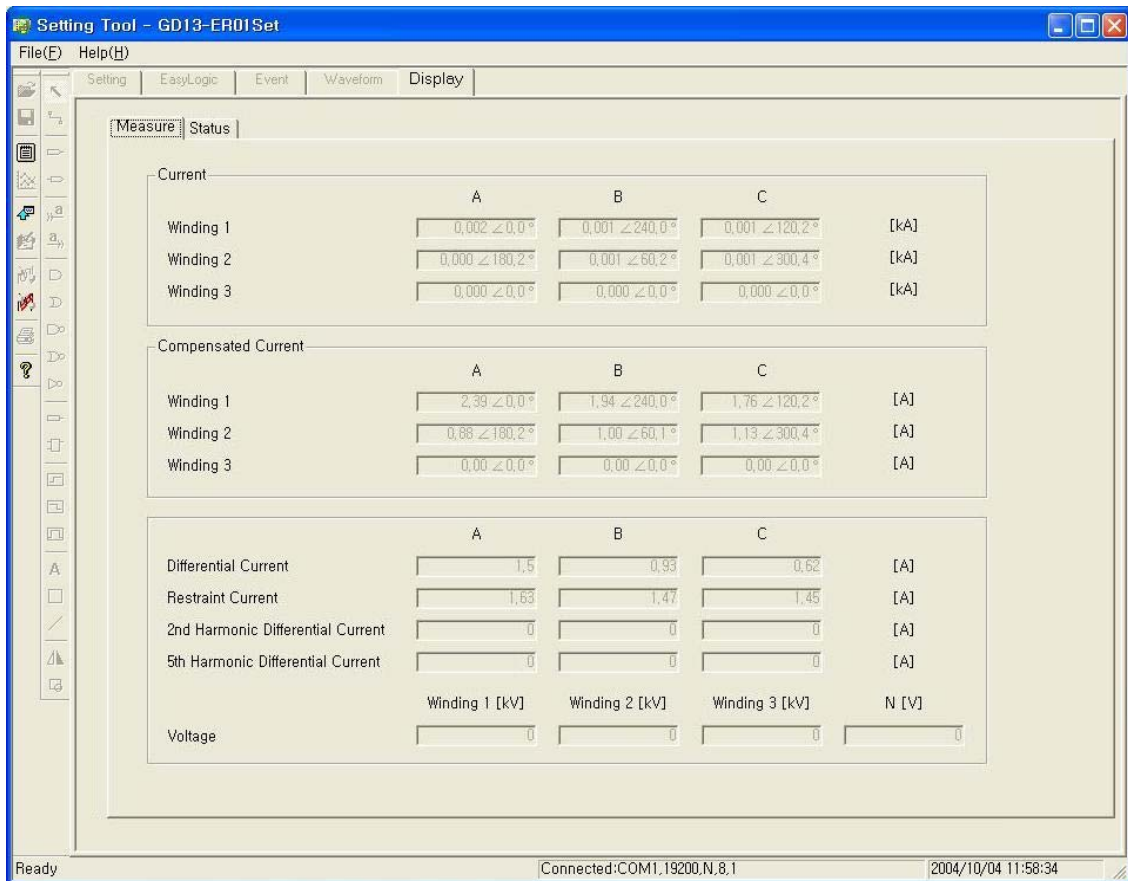 Setting Tool - GD13-ER01Set
File(F) Help(H)
Setting EasyLogic Event Waveform Display
Measure Status
Current
A B C
Winding 1 0,002 ∠0,0° 0,001 ∠240,0° 0,001 ∠120,2° [kA]
Winding 2 0,000 ∠180,2° 0,001 ∠60,2° 0,001 ∠300,4° [kA]
Winding 3 0,000 ∠0,0° 0,000 ∠0,0° 0,000 ∠0,0° [kA]
Compensated Current
A B C
Winding 1 2,39 ∠0,0° 1,94 ∠240,0° 1,76 ∠120,2° [A]
Winding 2 0,88 ∠180,2° 1,00 ∠60,1° 1,13 ∠300,4° [A]
Winding 3 0,00 ∠0,0° 0,00 ∠0,0° 0,00 ∠0,0° [A]
A B C
Differential Current 1,5 0,93 0,62 [A]
Restraint Current 1,63 1,47 1,45 [A]
2nd Harmonic Differential Current 0 0 0 [A]
5th Harmonic Differential Current 0 0 0 [A]
Winding 1 [kV] Winding 2 [kV] Winding 3 [kV] N [V]
Voltage 0 0 0 0
Ready Connected:COM1,19200,N,8,1 2004/10/04 11:58:34